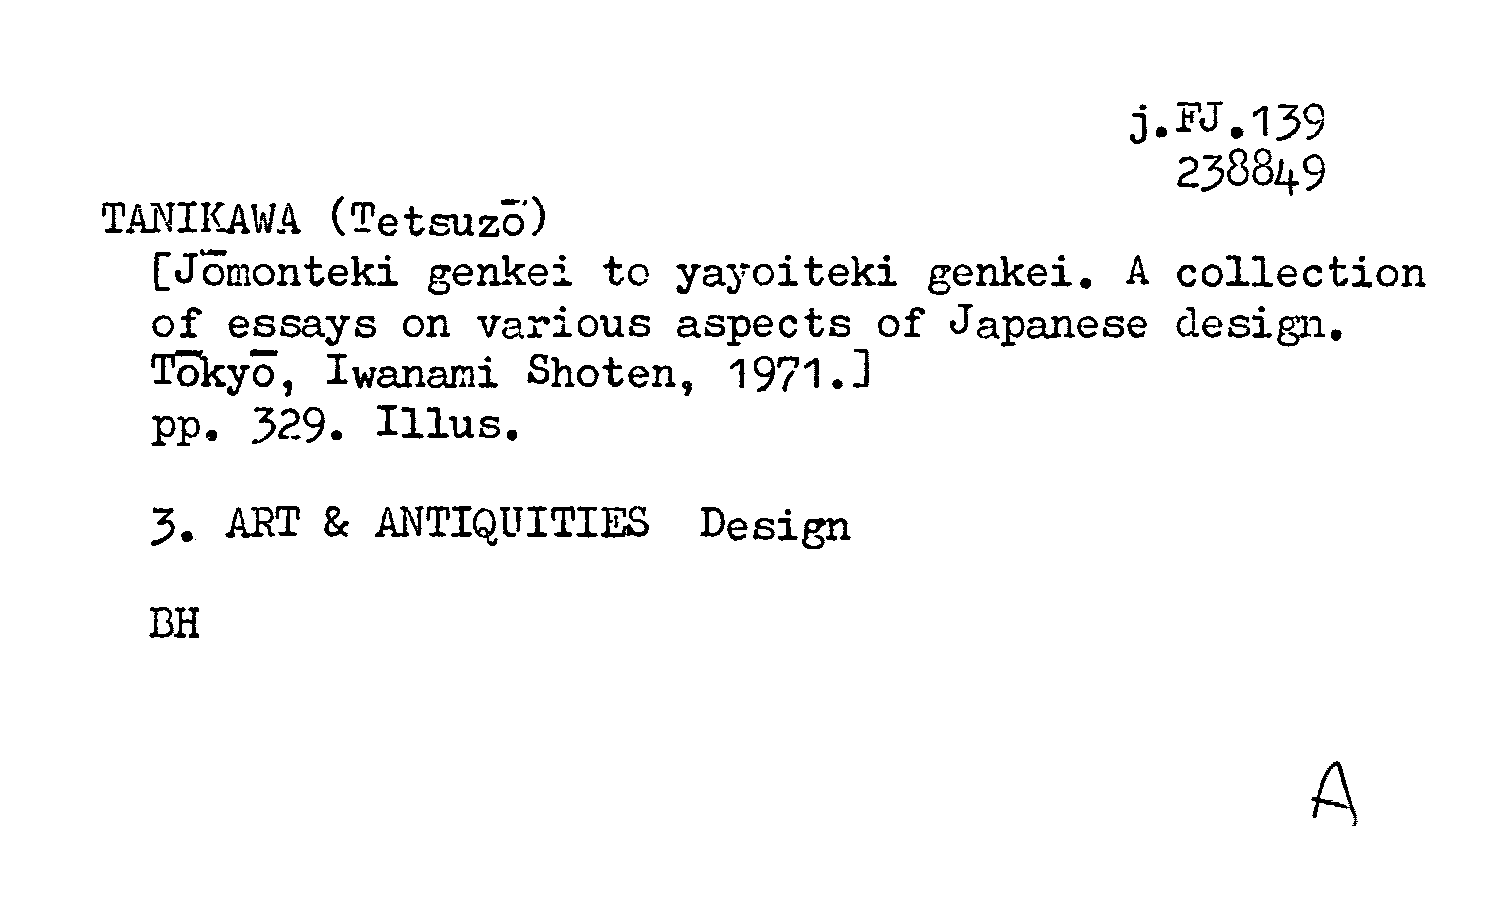 j.FJ.139
238849
TANIKAWA (Tetsuzō)
[Jōmonteki genkei to yayoiteki genkei. A collection
of essays on various aspects of Japanese design.
Tōkyō, Iwanami Shoten, 1971.]
pp. 329. Illus.
3. ART & ANTIQUITIES Design
BH
A